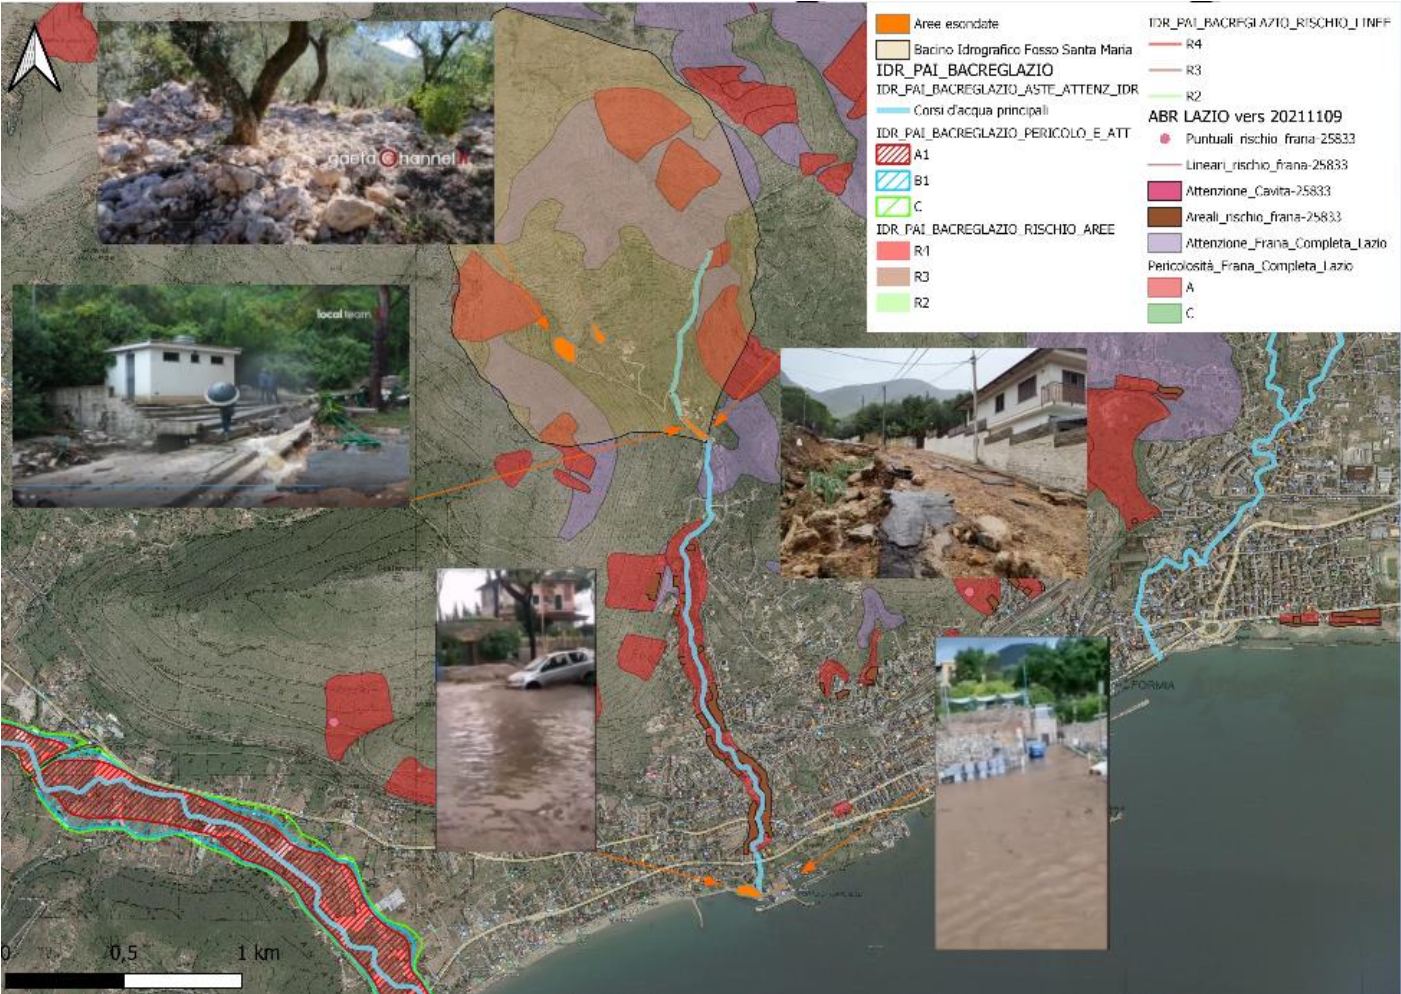 Aree esondate
Bacino Idrografico Fosso Santa Maria
IDR_PAI_BACREGLAZIO
IDR_PAI_BACREGLAZIO_ASTE_ATTENZ_IDR
Corsi d'acqua principali
IDR_PAI_BACREGLAZIO_PERICOLO_E_ATT
A1
B1
C
IDR_PAI_BACREGLAZIO_RISCHIO_AREE
R4
R3
R2
IDR_PAI_BACREGLAZIO_RISCHIO_LINEE
R4
R3
R2
ABR LAZIO vers 20211109
Puntuali_rischio_frana-25833
Lineari_rischio_frana-25833
Attenzione_Cavita-25833
Areali_rischio_frana-25833
Attenzione_Frana_Completa_Lazio
Pericolosità_Frana_Completa_Lazio
A
C
gaeta Channel.it
local team
FORMIA
0 0,5 1 km